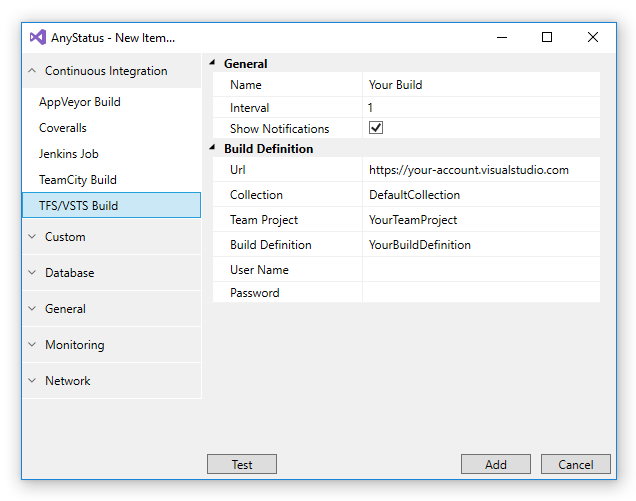 AnyStatus - New Item...
Continuous Integration
AppVeyor Build
Coveralls
Jenkins Job
TeamCity Build
TFS/VSTS Build
Custom
Database
General
Monitoring
Network
General
Name Your Build
Interval 1
Show Notifications
Build Definition
Url https://your-account.visualstudio.com
Collection DefaultCollection
Team Project YourTeamProject
Build Definition YourBuildDefinition
User Name
Password
Test Add Cancel